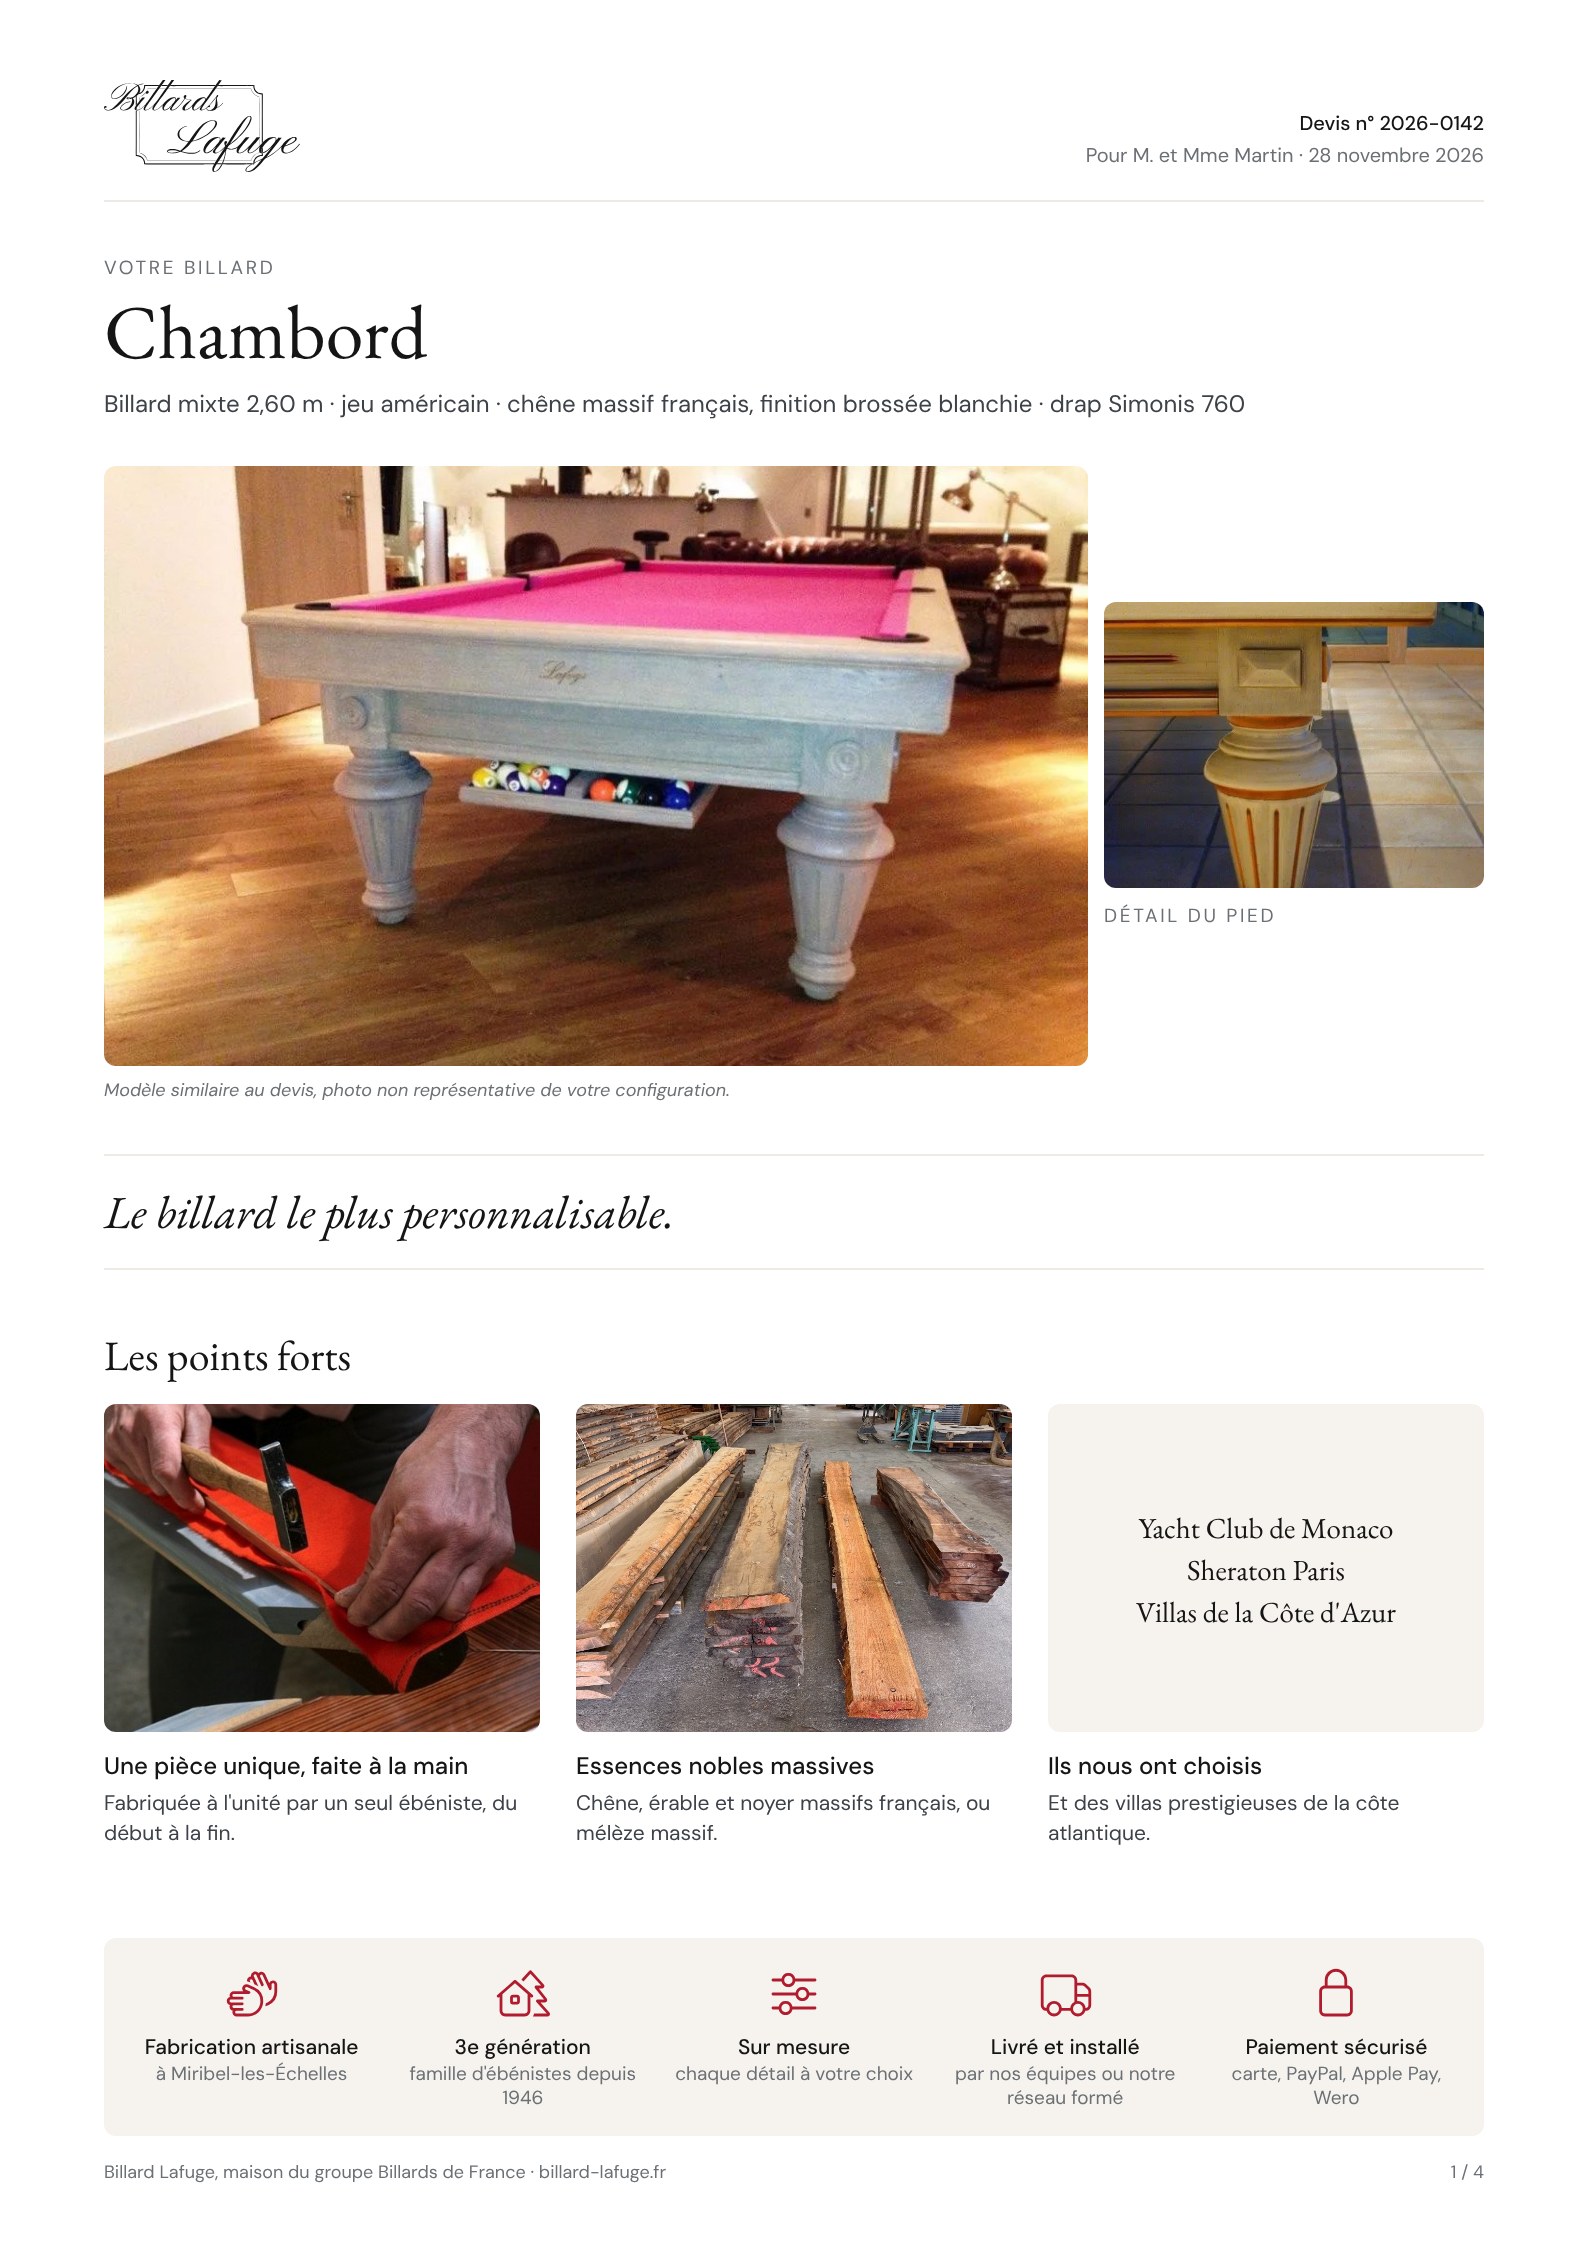 Billards
Lafuge
Devis n° 2026-0142
Pour M. et Mme Martin · 28 novembre 2026
VOTRE BILLARD
Chambord
Billard mixte 2,60 m · jeu américain · chêne massif français, finition brossée blanchie · drap Simonis 760
Lafuge
DÉTAIL DU PIED
Modèle similaire au devis, photo non représentative de votre configuration.
Le billard le plus personnalisable.
Les points forts
Yacht Club de Monaco
Sheraton Paris
Villas de la Côte d'Azur
Une pièce unique, faite à la main
Fabriquée à l'unité par un seul ébéniste, du
début à la fin.
Essences nobles massives
Chêne, érable et noyer massifs français, ou
mélèze massif.
Ils nous ont choisis
Et des villas prestigieuses de la côte
atlantique.
Fabrication artisanale
à Miribel-les-Échelles
3e génération
famille d'ébénistes depuis
1946
Sur mesure
chaque détail à votre choix
Livré et installé
par nos équipes ou notre
réseau formé
Paiement sécurisé
carte, PayPal, Apple Pay,
Wero
Billard Lafuge, maison du groupe Billards de France · billard-lafuge.fr
1 / 4